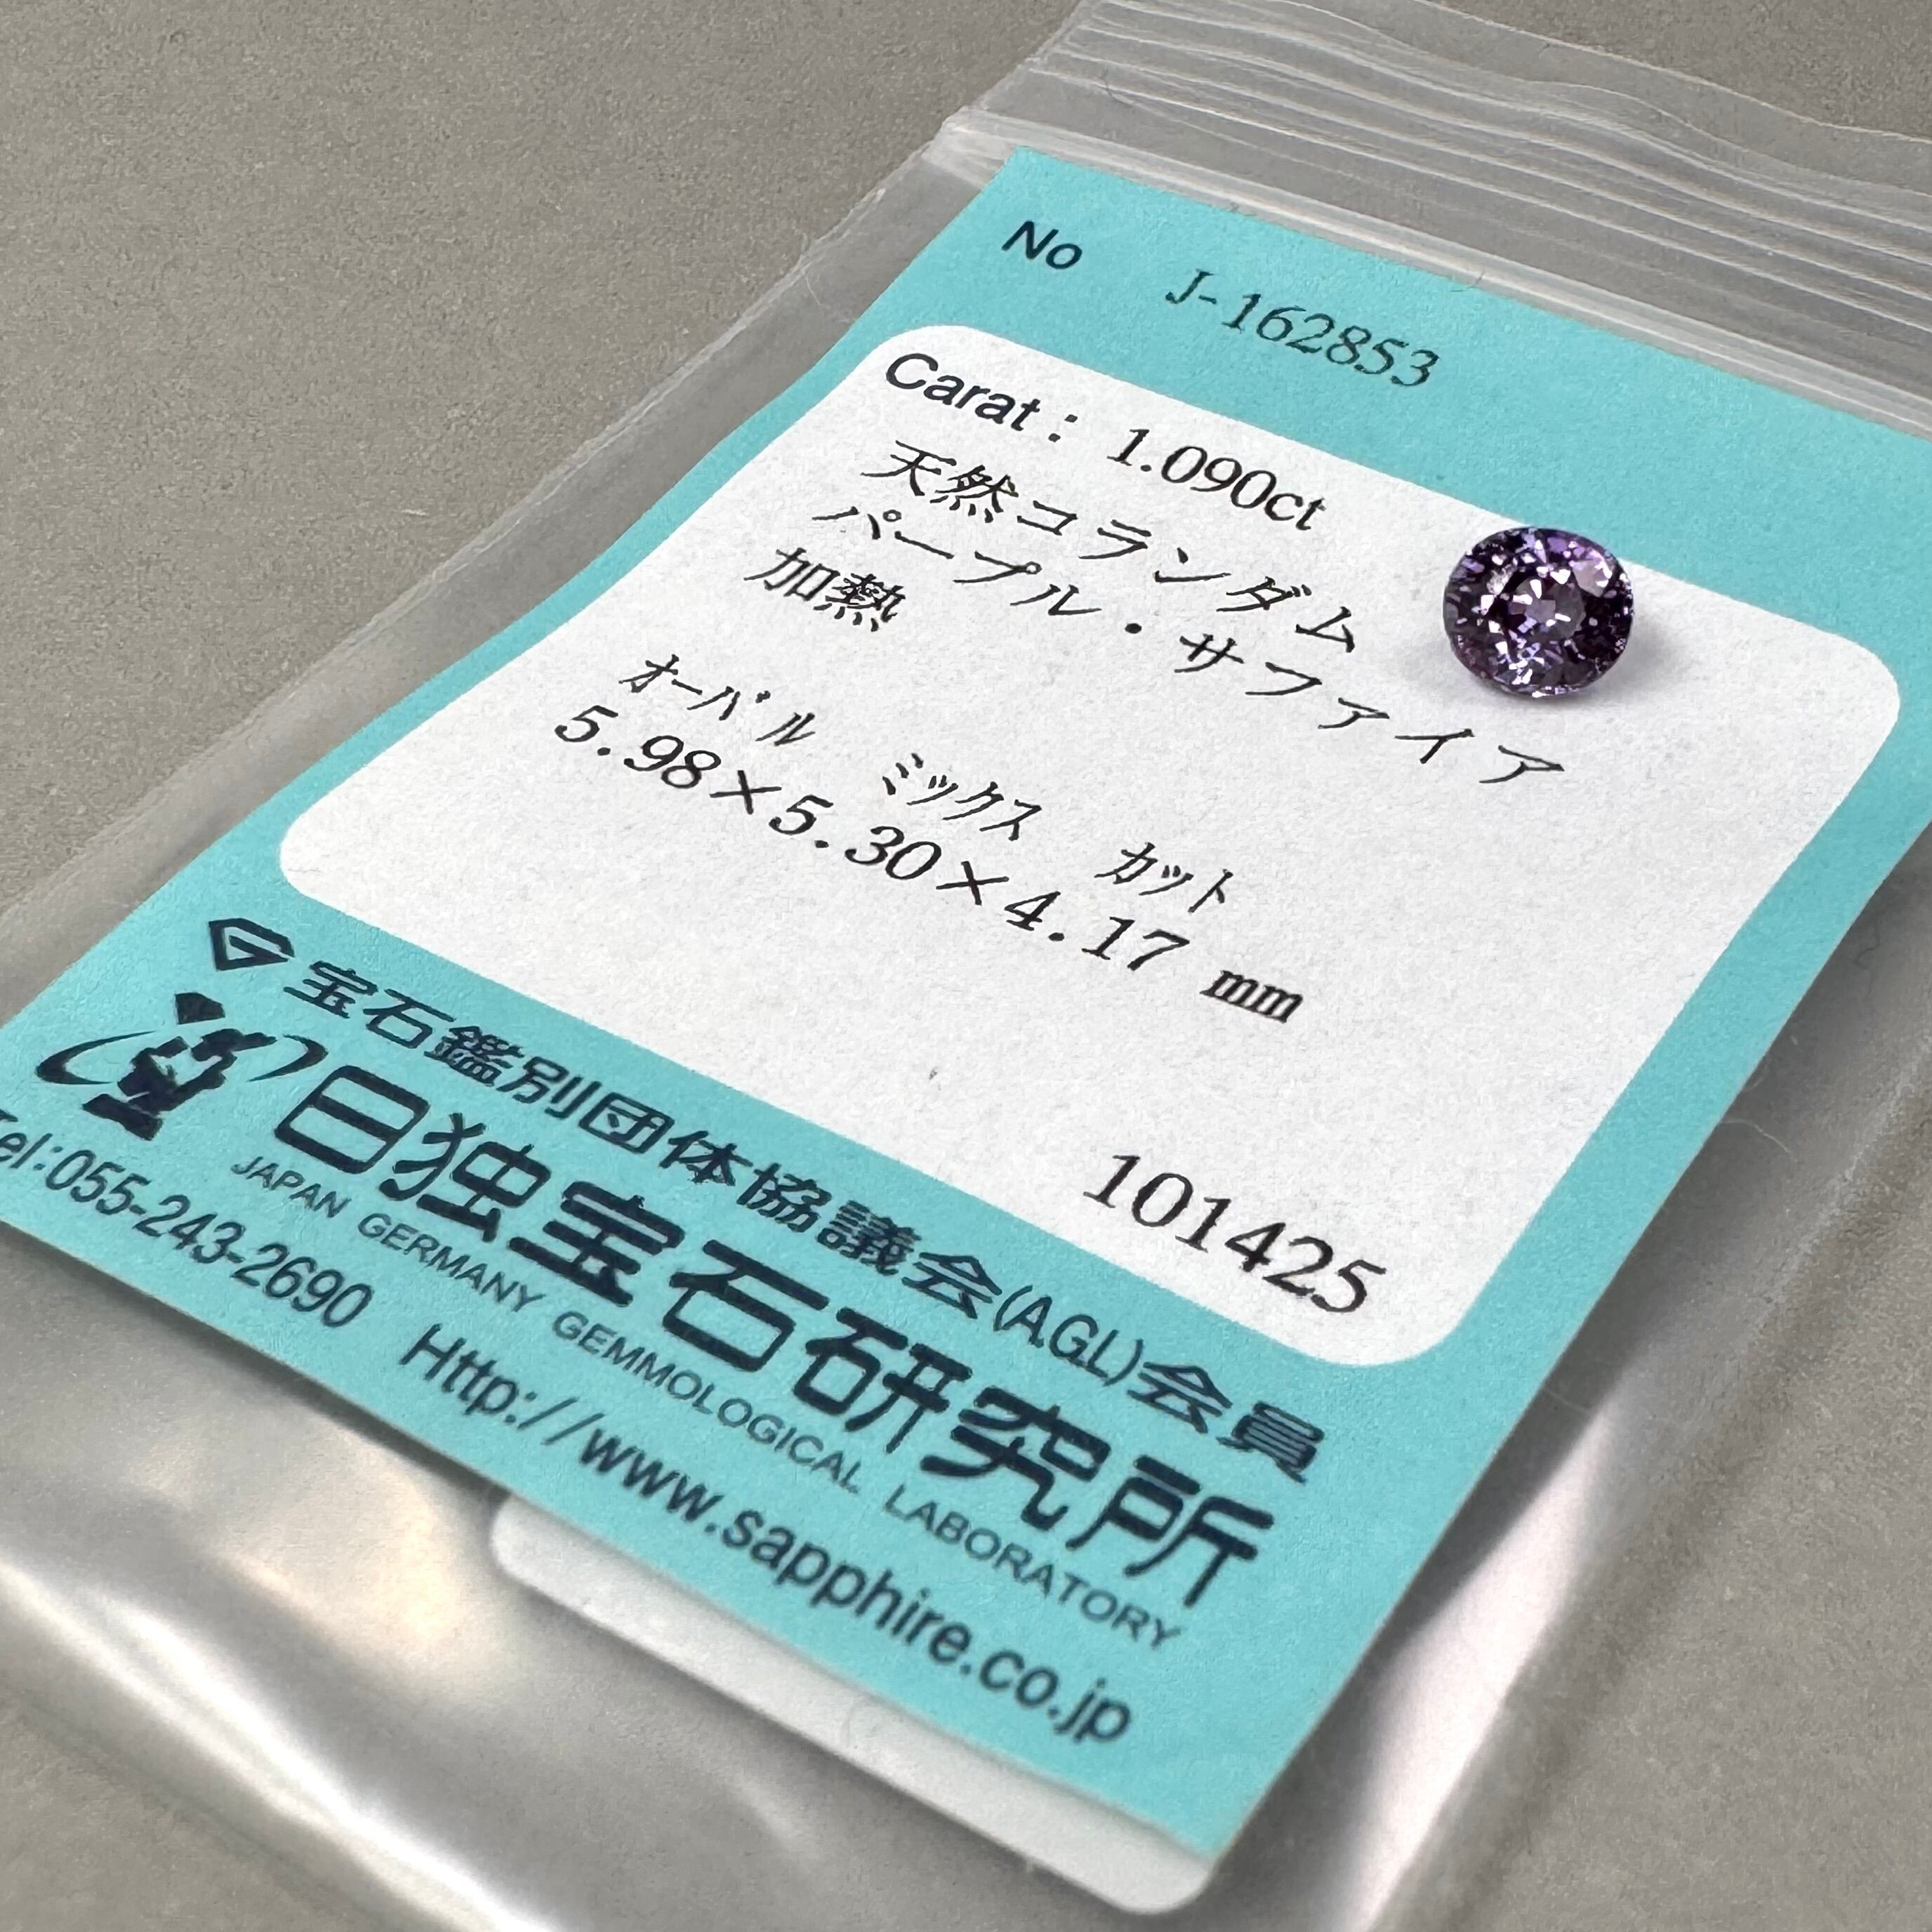 No J-162853
Carat: 1.090ct
天然コランダム
パープル・サファイア
加熱
ｵｰﾊﾞﾙ ﾐｯｸｽ ｶｯﾄ
5.98×5.30×4.17 mm
101425
宝石鑑別団体協議会(AGL)会員
日独宝石研究所
JAPAN GERMANY GEMMOLOGICAL LABORATORY
Tel:055-243-2690 Http://www.sapphire.co.jp